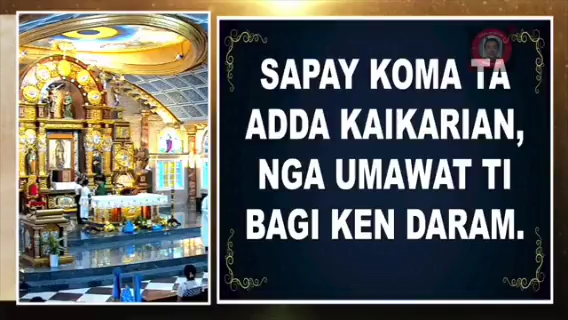 SAPAY KOMA TA
ADDA KAIKARIAN,
NGA UMAWAT TI
BAGI KEN DARAM.